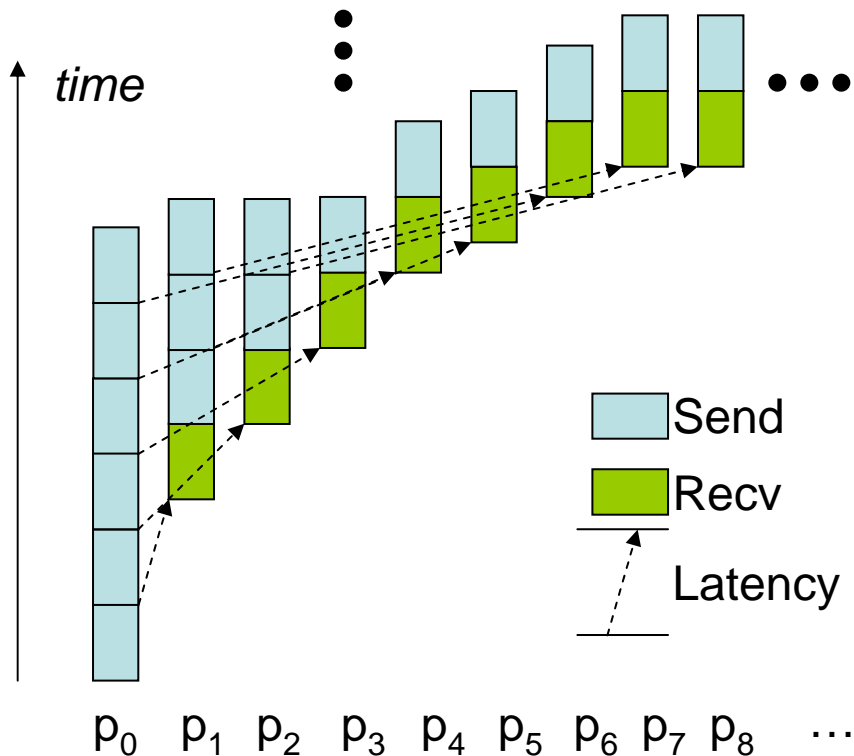 time
Send
Recv
Latency
p₀ p₁ p₂ p₃ p₄ p₅ p₆ p₇ p₈ ...